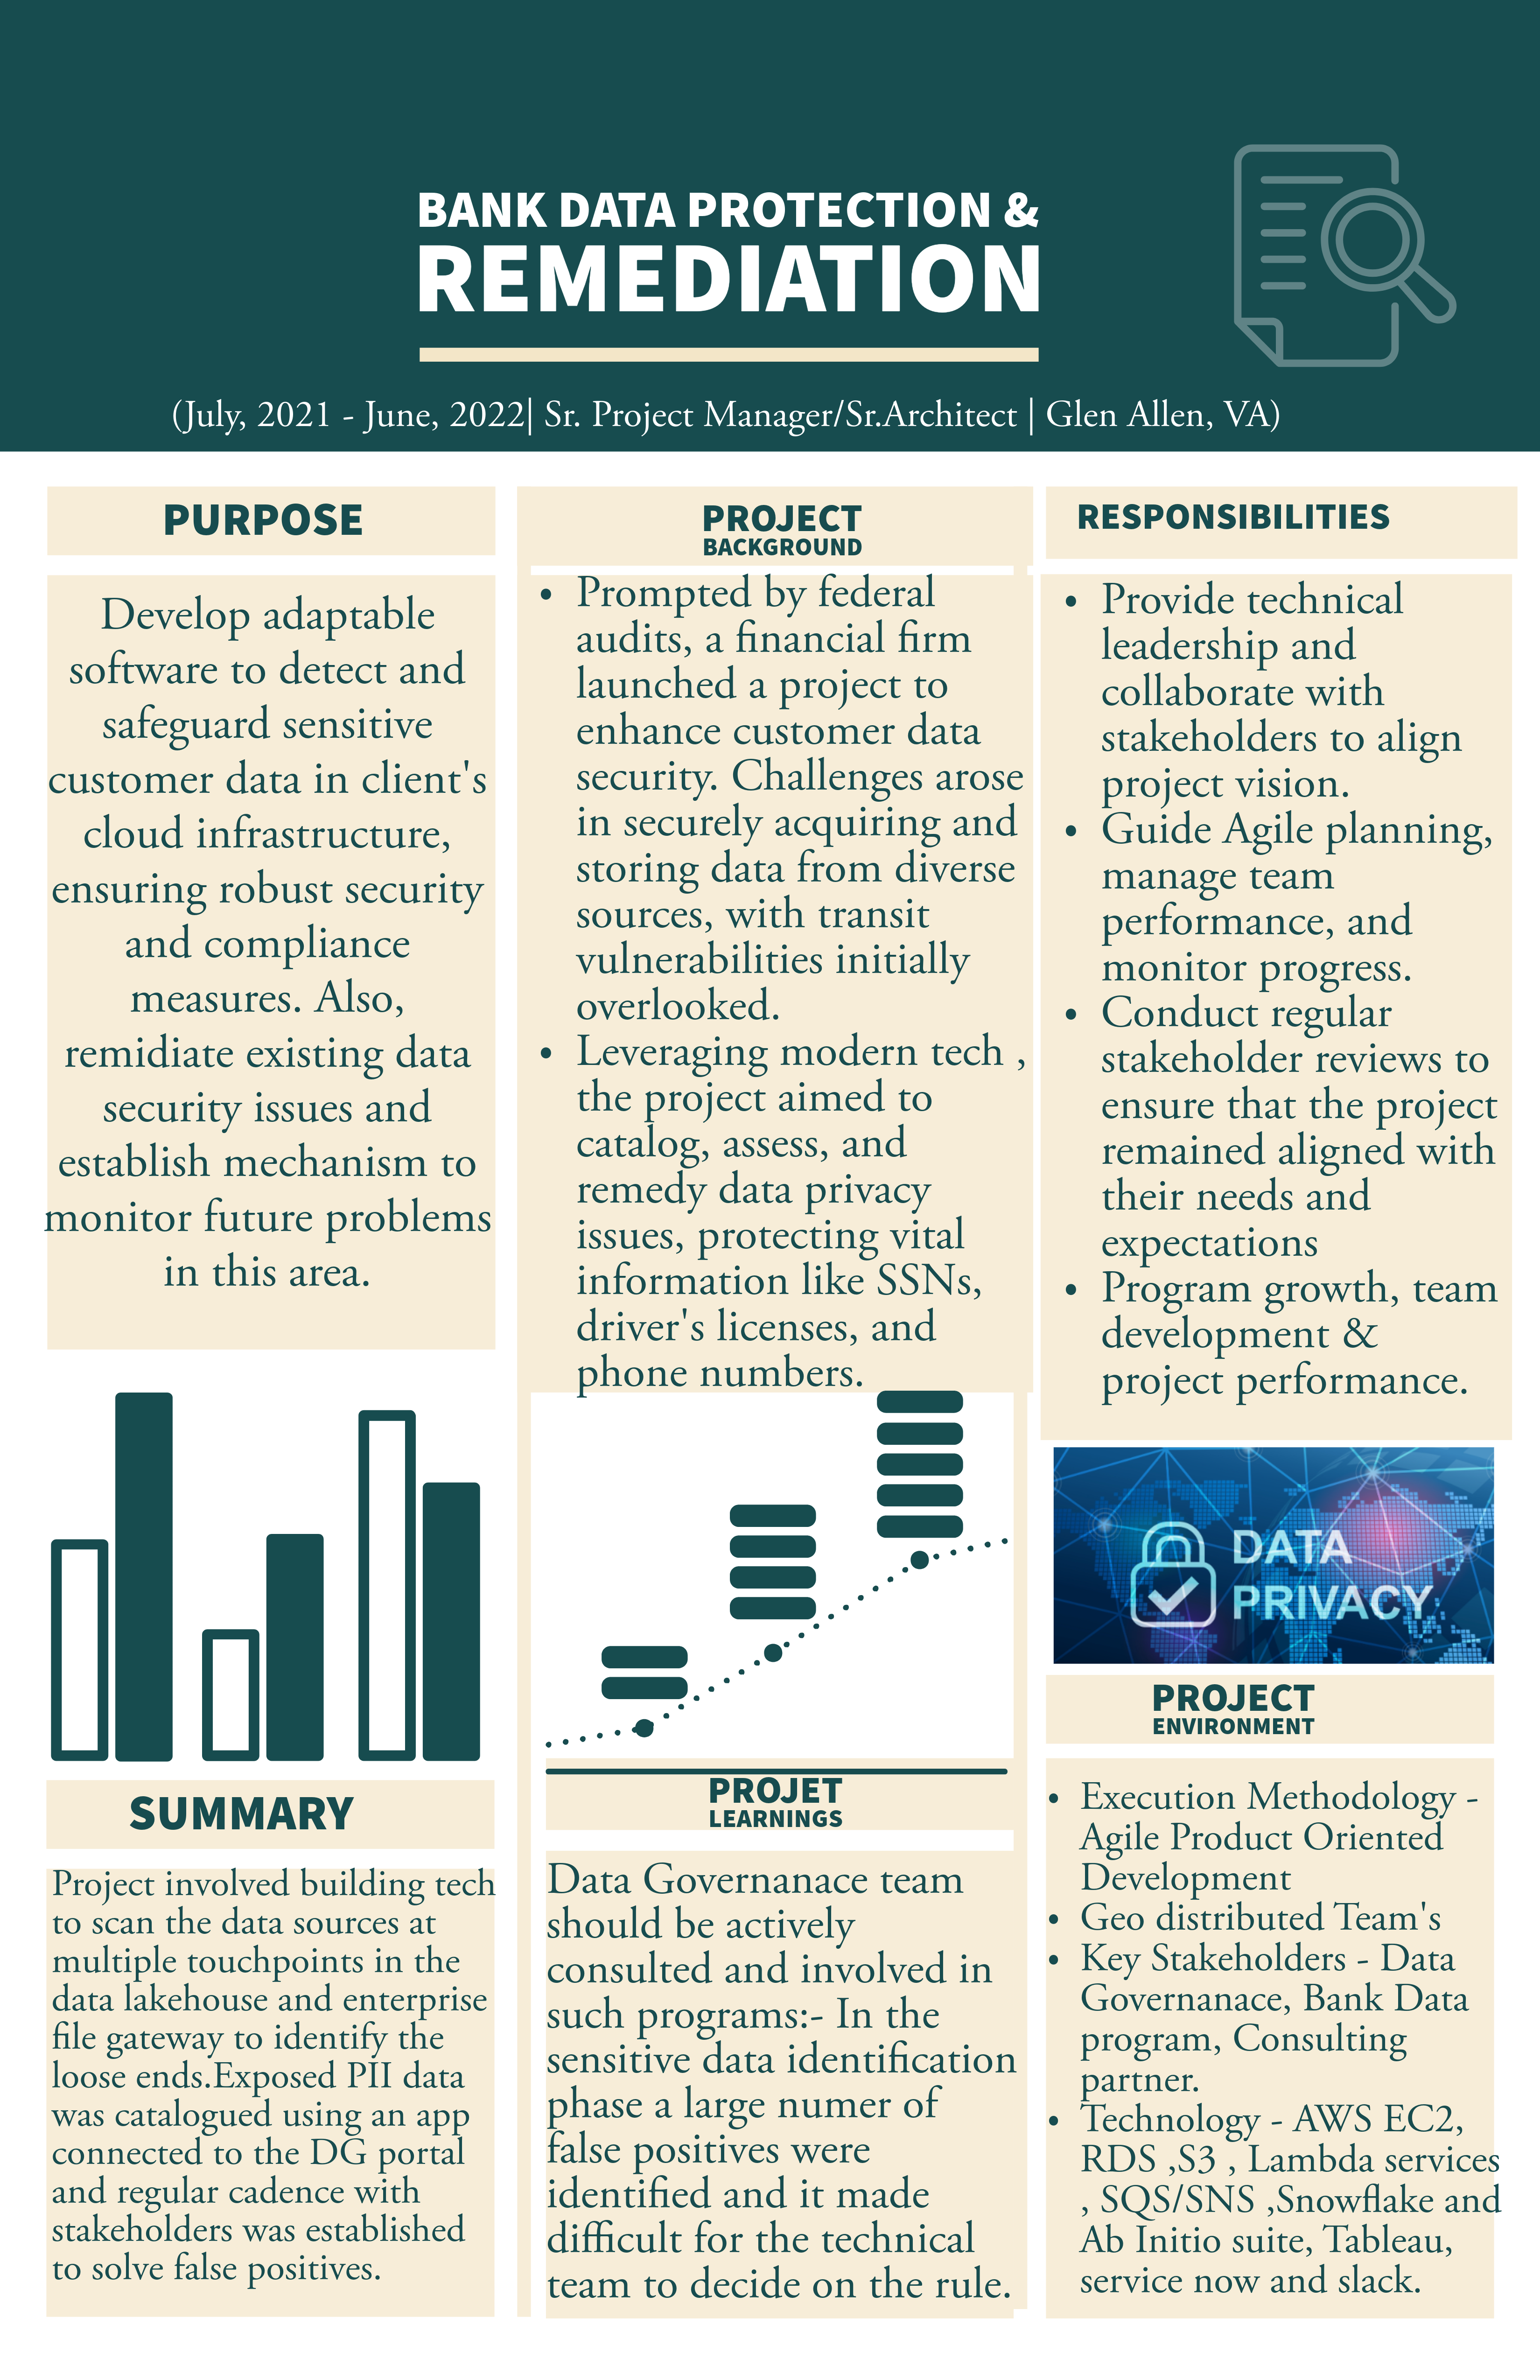 BANK DATA PROTECTION &
REMEDIATION
(July, 2021 - June, 2022| Sr. Project Manager/Sr.Architect | Glen Allen, VA)
PURPOSE
Develop adaptable
software to detect and
safeguard sensitive
customer data in client's
cloud infrastructure,
ensuring robust security
and compliance
measures. Also,
remidiate existing data
security issues and
establish mechanism to
monitor future problems
in this area.
SUMMARY
Project involved building tech
to scan the data sources at
multiple touchpoints in the
data lakehouse and enterprise
file gateway to identify the
loose ends.Exposed PII data
was catalogued using an app
connected to the DG portal
and regular cadence with
stakeholders was established
to solve false positives.
PROJECT
BACKGROUND
• Prompted by federal
audits, a financial firm
launched a project to
enhance customer data
security. Challenges arose
in securely acquiring and
storing data from diverse
sources, with transit
vulnerabilities initially
overlooked.
• Leveraging modern tech ,
the project aimed to
catalog, assess, and
remedy data privacy
issues, protecting vital
information like SSNs,
driver's licenses, and
phone numbers.
PROJET
LEARNINGS
Data Governanace team
should be actively
consulted and involved in
such programs:- In the
sensitive data identification
phase a large numer of
false positives were
identified and it made
difficult for the technical
team to decide on the rule.
RESPONSIBILITIES
• Provide technical
leadership and
collaborate with
stakeholders to align
project vision.
• Guide Agile planning,
manage team
performance, and
monitor progress.
• Conduct regular
stakeholder reviews to
ensure that the project
remained aligned with
their needs and
expectations
• Program growth, team
development &
project performance.
DATA
PRIVACY
PROJECT
ENVIRONMENT
• Execution Methodology -
Agile Product Oriented
Development
• Geo distributed Team's
• Key Stakeholders - Data
Governanace, Bank Data
program, Consulting
partner.
• Technology - AWS EC2,
RDS ,S3 , Lambda services
, SQS/SNS ,Snowflake and
Ab Initio suite, Tableau,
service now and slack.